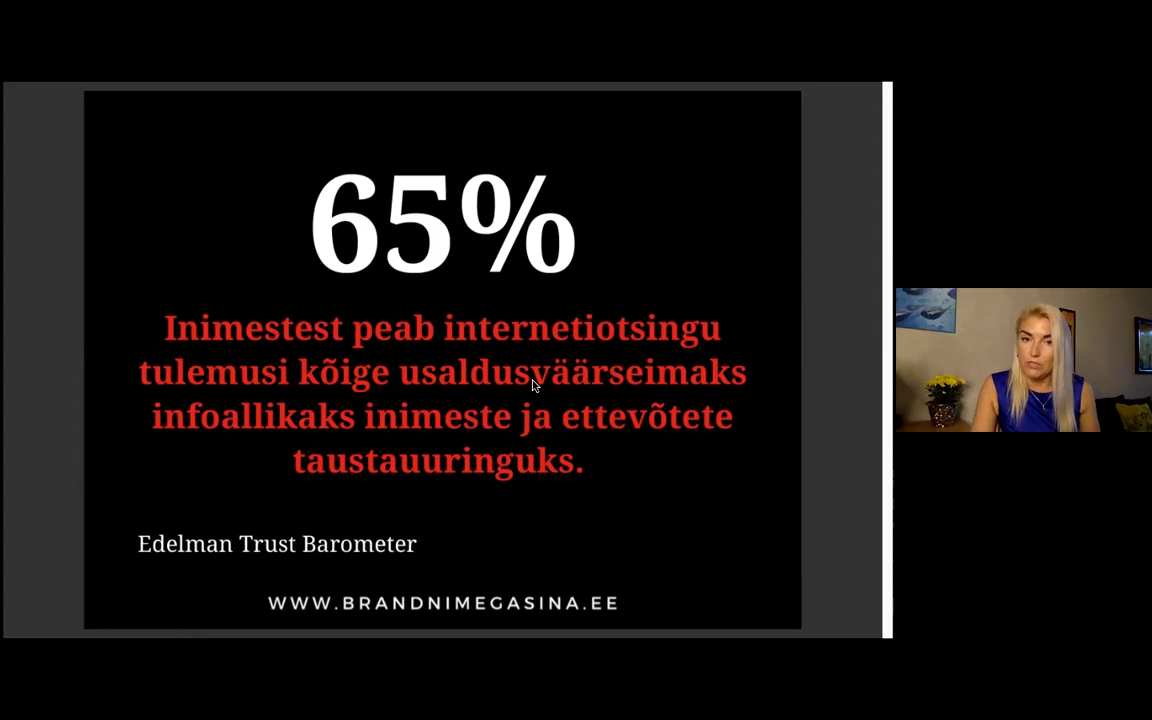 65%
Inimestest peab internetiotsingu
tulemusi kõige usaldusväärseimaks
infoallikaks inimeste ja ettevõtete
taustauuringuks.
Edelman Trust Barometer
WWW.BRANDNIMEGASINA.EE